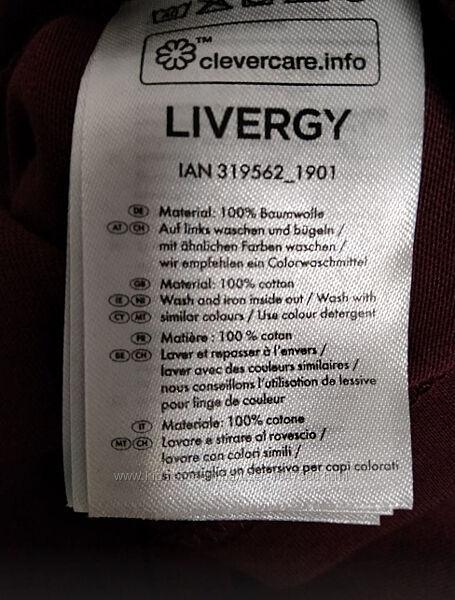 ™ clevercare.info
LIVERGY
IAN 319562_1901
DE Material: 100% Baumwolle
AT CH Auf links waschen und bügeln /
mit ähnlichen Farben waschen /
wir empfehlen ein Colorwaschmittel
GB Material: 100% cotton
IE NI Wash and iron inside out / Wash with
CY MT similar colours / Use colour detergent
FR Matière : 100 % coton
BE CH Laver et repasser à l'envers /
laver avec des couleurs similaires /
nous conseillons l'utilisation de lessive
pour linge de couleur
IT Materiale: 100% cotone
MT CH Lavare e stirare al rovescio /
lavare con colori simili /
si consiglia un detersivo per capi colorati